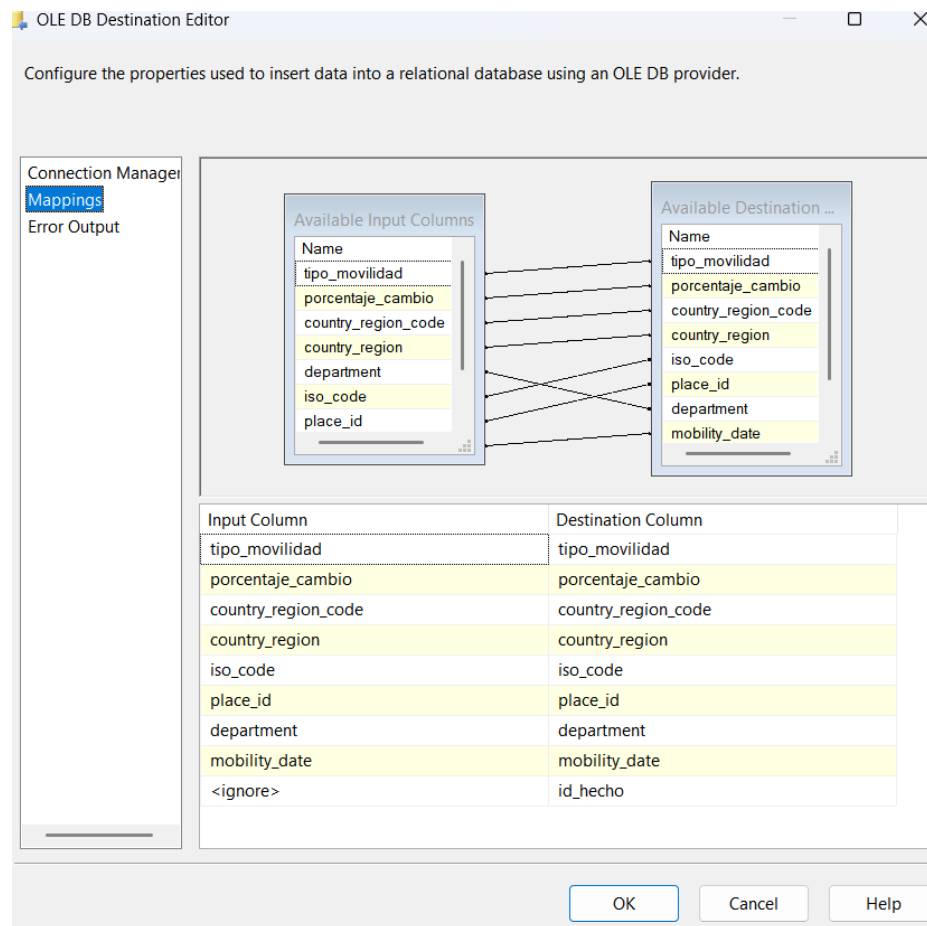 OLE DB Destination Editor
Configure the properties used to insert data into a relational database using an OLE DB provider.
Connection Manager
Mappings
Error Output
Available Input Columns
Name
tipo_movilidad
porcentaje_cambio
country_region_code
country_region
department
iso_code
place_id
Available Destination ...
Name
tipo_movilidad
porcentaje_cambio
country_region_code
country_region
iso_code
place_id
department
mobility_date
Input Column Destination Column
tipo_movilidad tipo_movilidad
porcentaje_cambio porcentaje_cambio
country_region_code country_region_code
country_region country_region
iso_code iso_code
place_id place_id
department department
mobility_date mobility_date
<ignore> id_hecho
OK Cancel Help